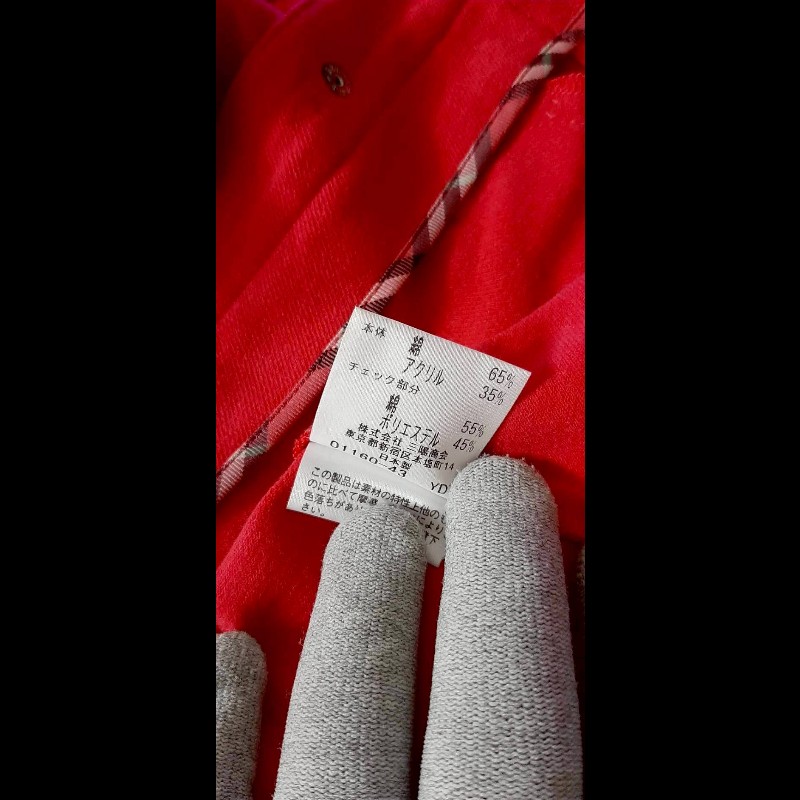 本体
綿 65%
アクリル 35%
チェック部分
綿 55%
ポリエステル 45%
株式会社 三陽商会
東京都新宿区本塩町14
日本製
01160-43 YD
この製品は素材の特性上他のも
のに比べて摩
色落ちがあ により
さい。 下